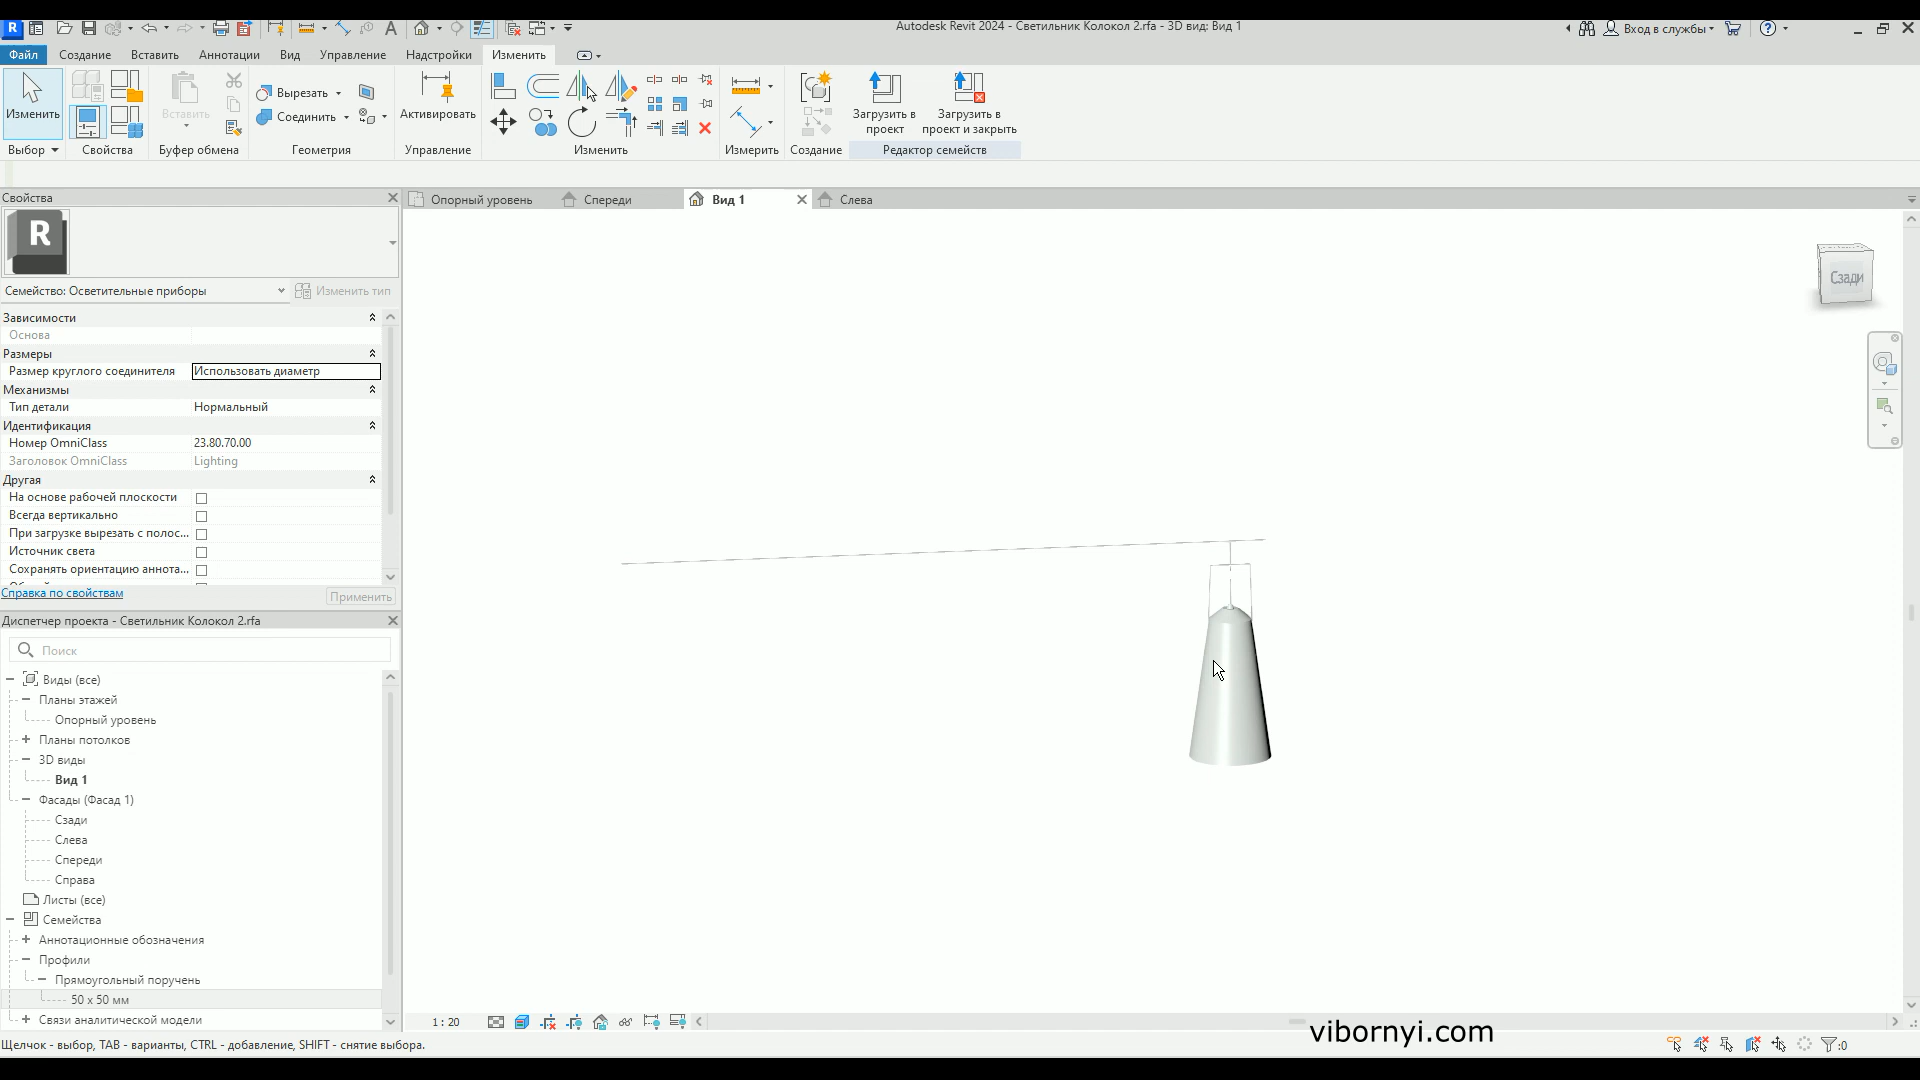 Autodesk Revit 2024 - Светильник Колокол 2.rfa - 3D вид: Вид 1
Вход в службы
Файл
Создание
Вставить
Аннотации
Вид
Управление
Надстройки
Изменить
Изменить
Вставить
Вырезать
Соединить
Активировать
Загрузить в
проект
Загрузить в
проект и закрыть
Выбор
Свойства
Буфер обмена
Геометрия
Управление
Изменить
Измерить
Создание
Редактор семейств
Свойства
Опорный уровень
Спереди
Вид 1
Слева
R
Семейство: Осветительные приборы
Изменить тип
Зависимости
Основа
Размеры
Размер круглого соединителя
Использовать диаметр
Механизмы
Тип детали
Нормальный
Идентификация
Номер OmniClass
23.80.70.00
Заголовок OmniClass
Lighting
Другая
На основе рабочей плоскости
Всегда вертикально
При загрузке вырезать с полос...
Источник света
Сохранять ориентацию аннота...
Справка по свойствам
Применить
Диспетчер проекта - Светильник Колокол 2.rfa
Поиск
Виды (все)
Планы этажей
Опорный уровень
Планы потолков
3D виды
Вид 1
Фасады (Фасад 1)
Сзади
Слева
Спереди
Справа
Листы (все)
Семейства
Аннотационные обозначения
Профили
Прямоугольный поручень
50 x 50 мм
Связи аналитической модели
Сзади
1 : 20
vibornyi.com
Щелчок - выбор, TAB - варианты, CTRL - добавление, SHIFT - снятие выбора.
:0